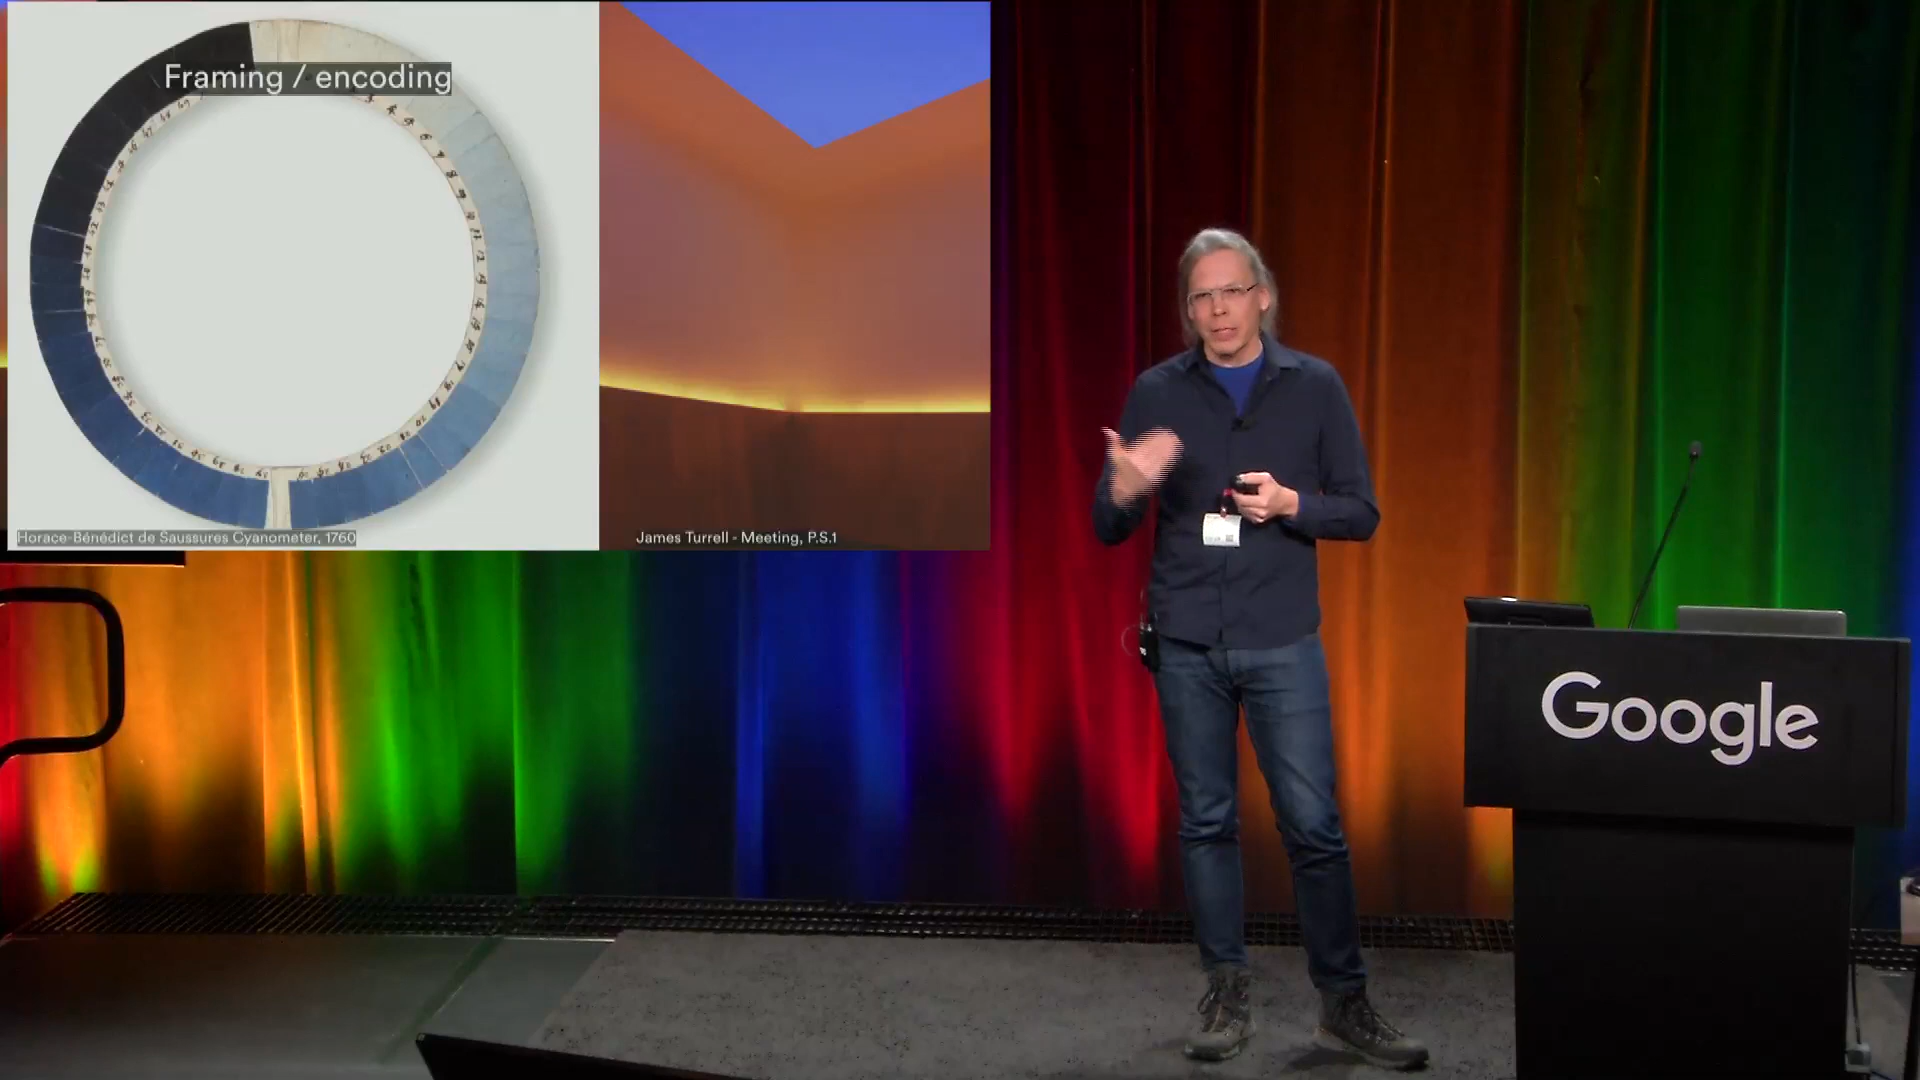 Framing / encoding
Horace-Bénédict de Saussures Cyanometer, 1760
James Turrell - Meeting, P.S.1
Google